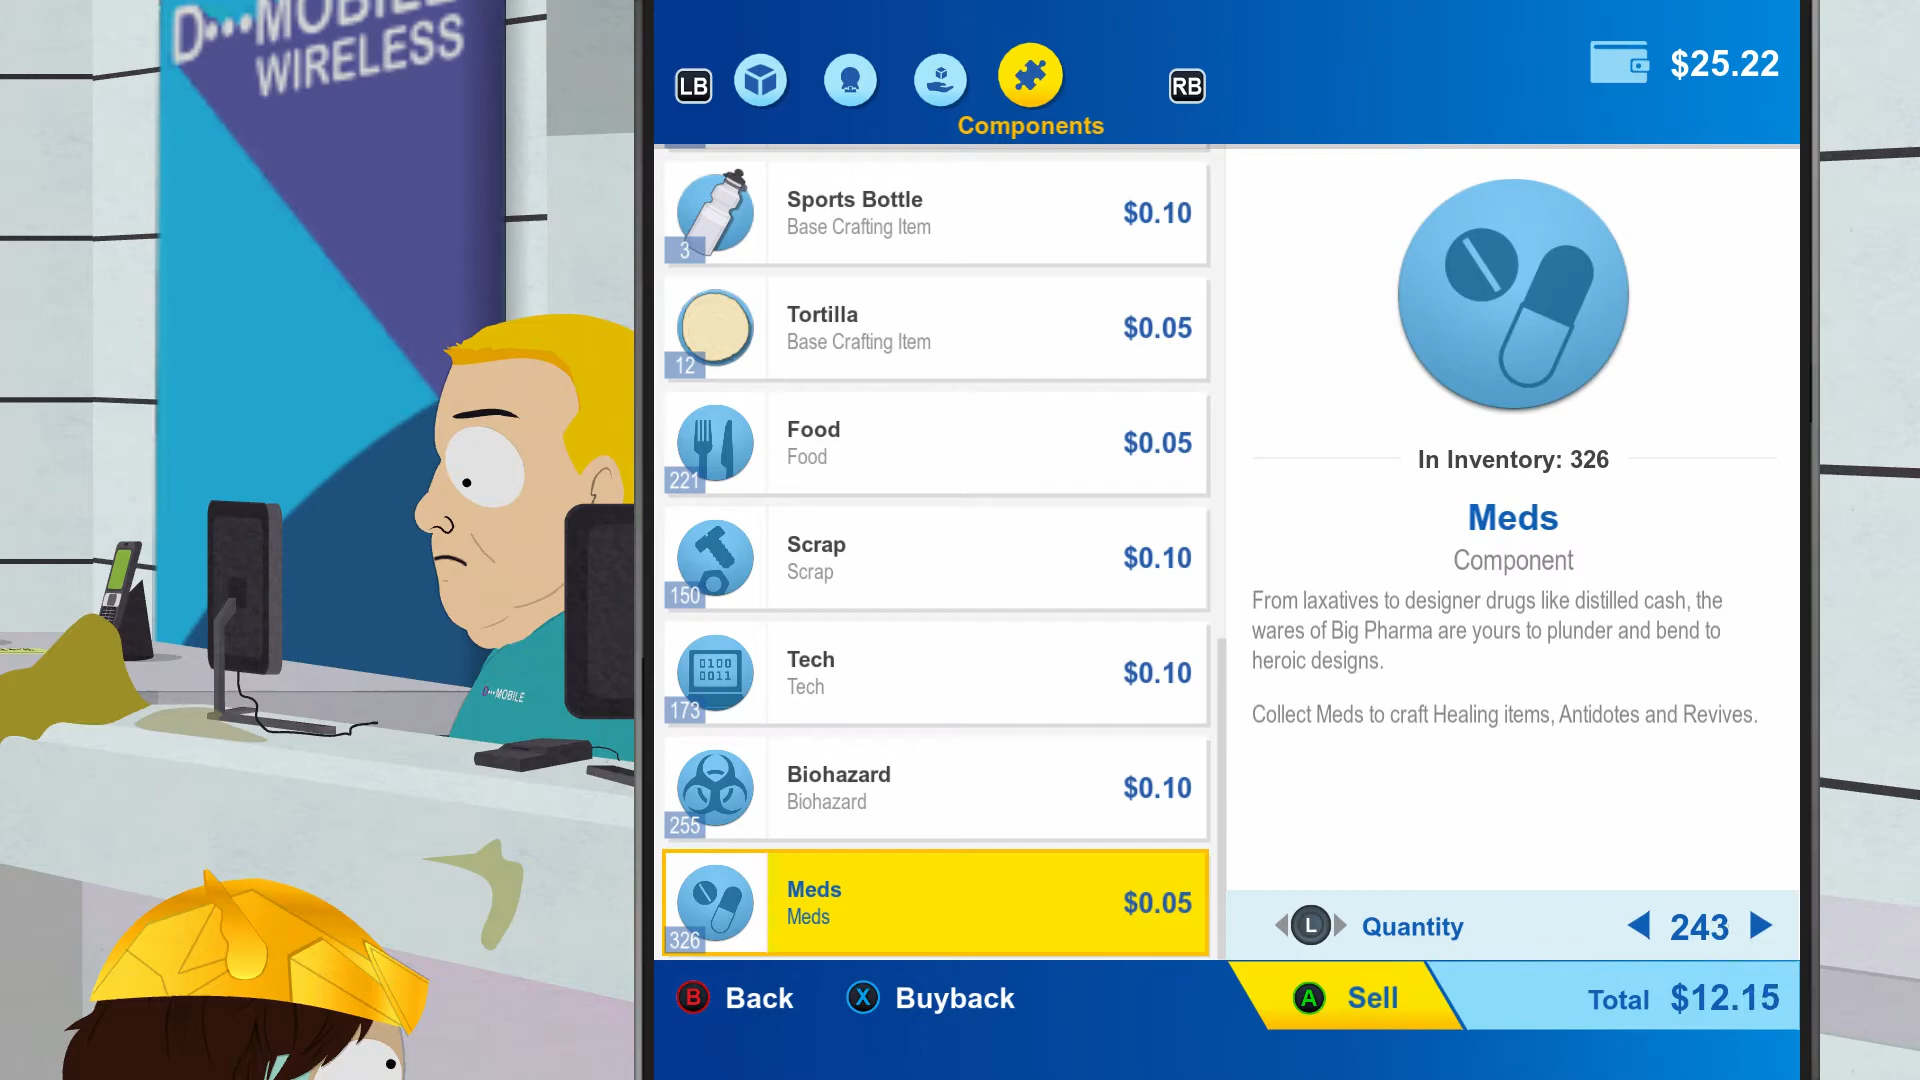 D···MOBILE
WIRELESS
LB
RB
Components
$25.22
Sports Bottle
Base Crafting Item
$0.10
3
Tortilla
Base Crafting Item
$0.05
12
Food
Food
$0.05
221
Scrap
Scrap
$0.10
150
0100
0011
Tech
Tech
$0.10
173
Biohazard
Biohazard
$0.10
255
Meds
Meds
$0.05
326
In Inventory: 326
Meds
Component
From laxatives to designer drugs like distilled cash, the
wares of Big Pharma are yours to plunder and bend to
heroic designs.
Collect Meds to craft Healing items, Antidotes and Revives.
L Quantity 243
B Back
X Buyback
A Sell
Total $12.15
D···MOBILE